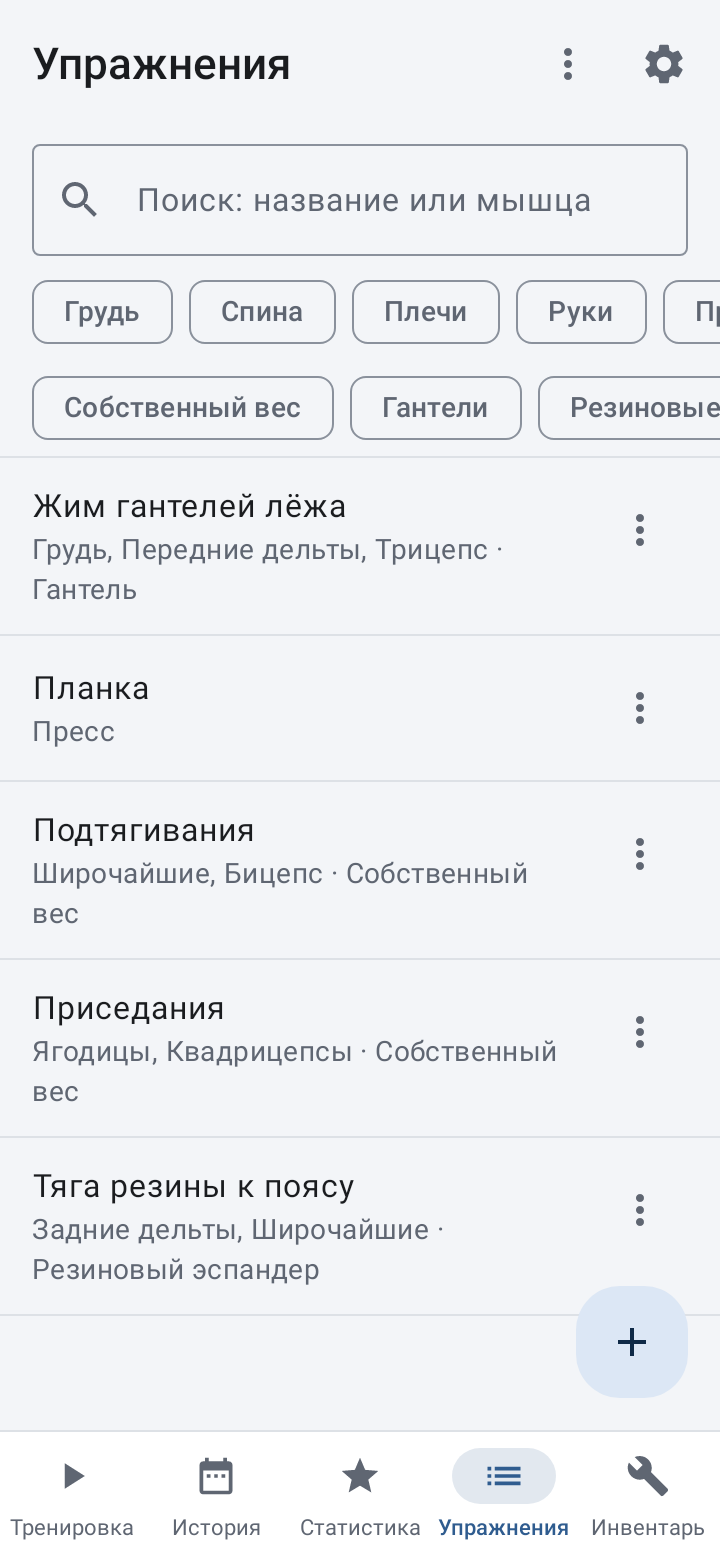 Упражнения
Поиск: название или мышца
Грудь Спина Плечи Руки
Собственный вес Гантели Резиновые
Жим гантелей лёжа
Грудь, Передние дельты, Трицепс ·
Гантель
Планка
Пресс
Подтягивания
Широчайшие, Бицепс · Собственный
вес
Приседания
Ягодицы, Квадрицепсы · Собственный
вес
Тяга резины к поясу
Задние дельты, Широчайшие ·
Резиновый эспандер
Тренировка История Статистика Упражнения Инвентарь